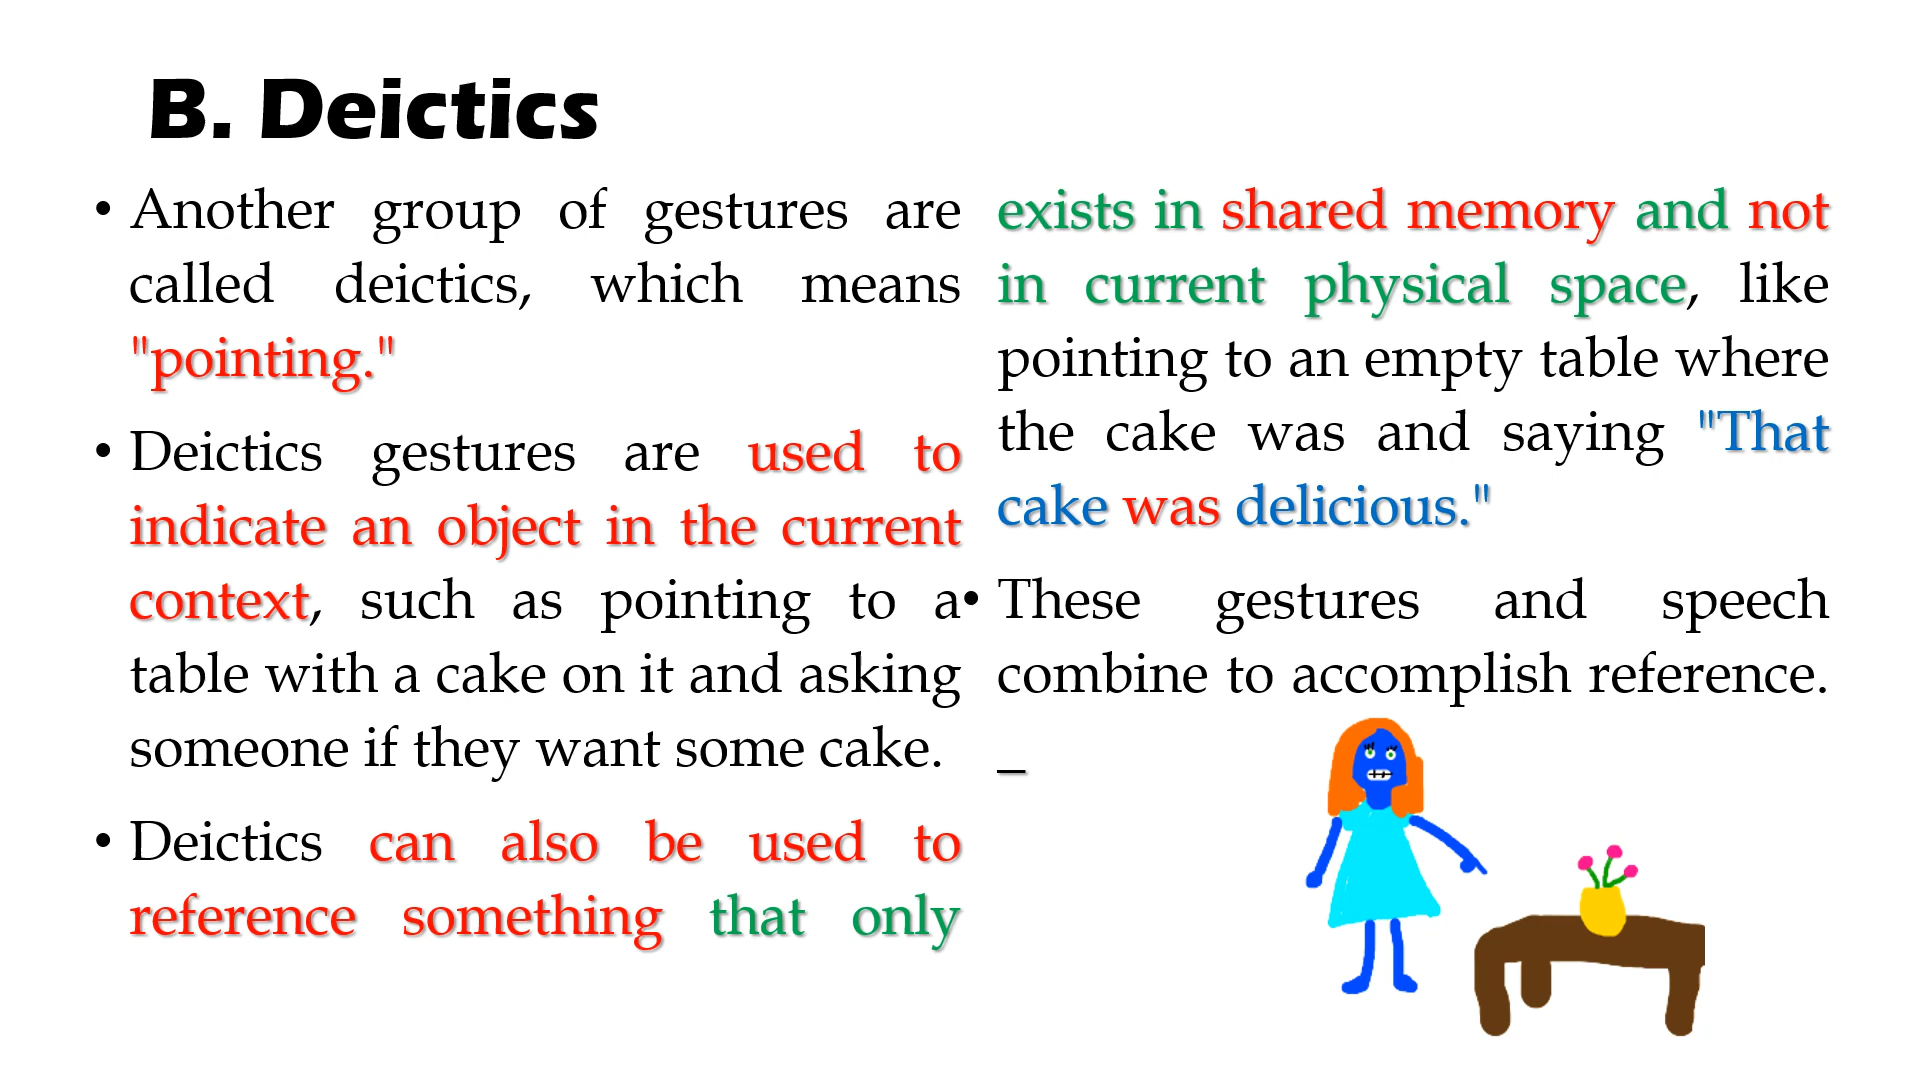 B. Deictics
• Another group of gestures are
called deictics, which means
"pointing."
• Deictics gestures are used to
indicate an object in the current
context, such as pointing to a
table with a cake on it and asking
someone if they want some cake.
• Deictics can also be used to
reference something that only
exists in shared memory and not
in current physical space, like
pointing to an empty table where
the cake was and saying "That
cake was delicious."
• These gestures and speech
combine to accomplish reference.
_